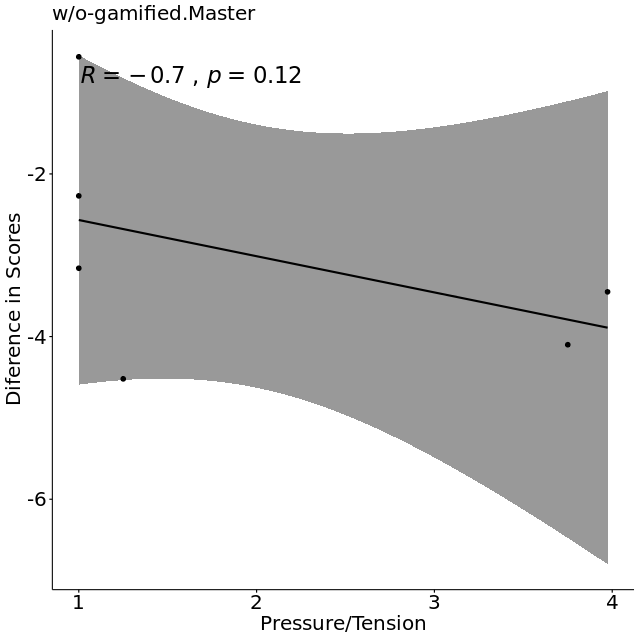 w/o-gamified.Master
R = −0.7 , p = 0.12
-2
-4
-6
Diference in Scores
1 2 3 4
Pressure/Tension